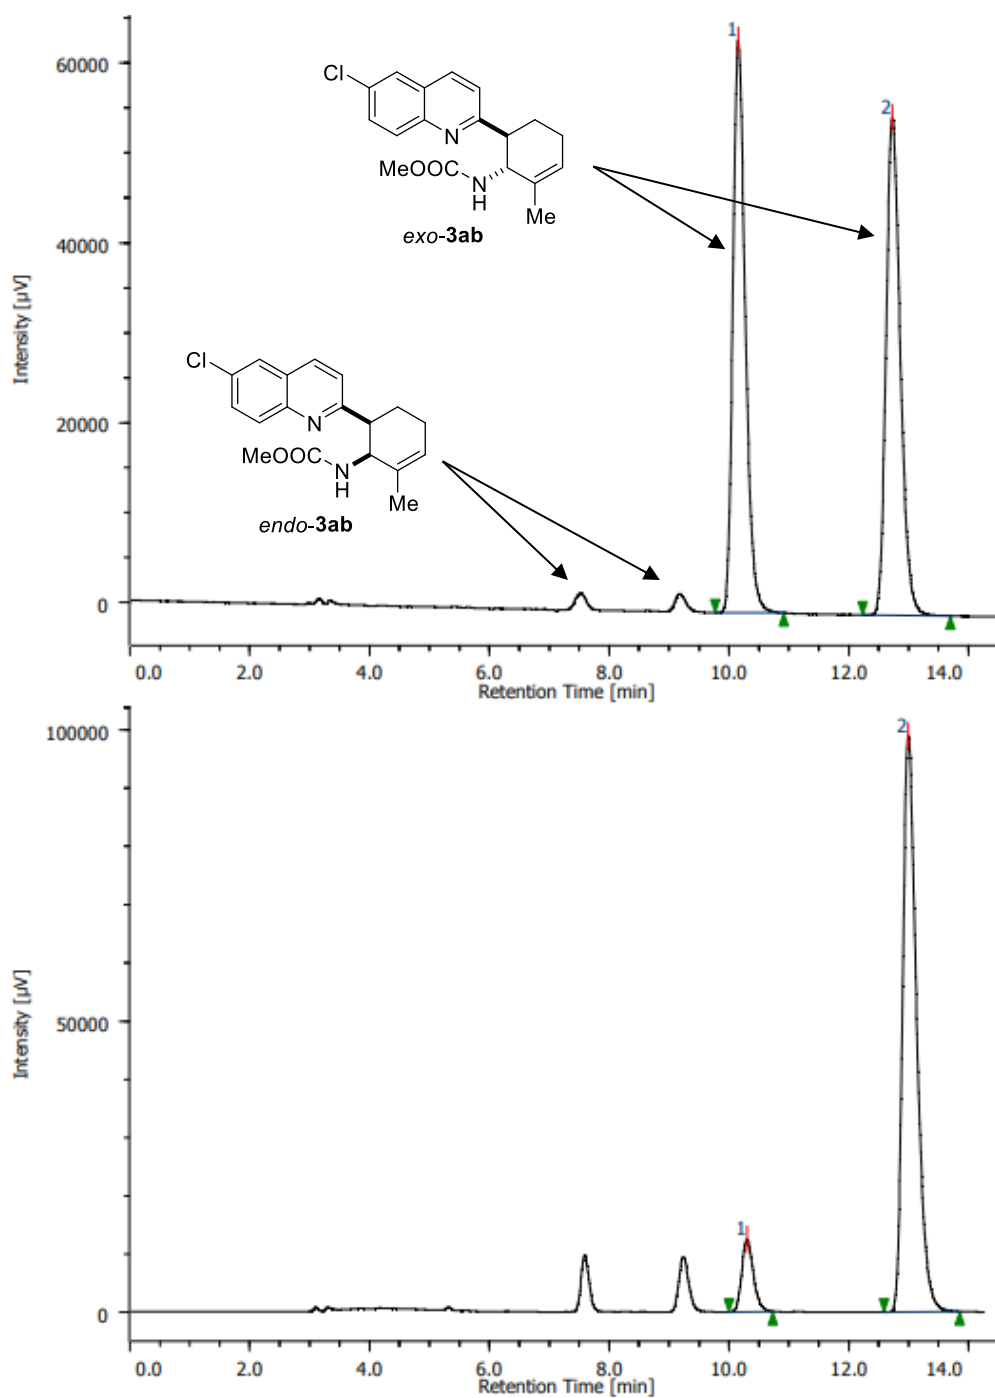 60000
40000
20000
0
Intensity [µV]
1
2
Cl
N
MeOOC
N
H
Me
exo-3ab
Cl
N
MeOOC
N
H
Me
endo-3ab
0.0 2.0 4.0 6.0 8.0 10.0 12.0 14.0
Retention Time [min]
100000
50000
0
Intensity [µV]
1
2
0.0 2.0 4.0 6.0 8.0 10.0 12.0 14.0
Retention Time [min]